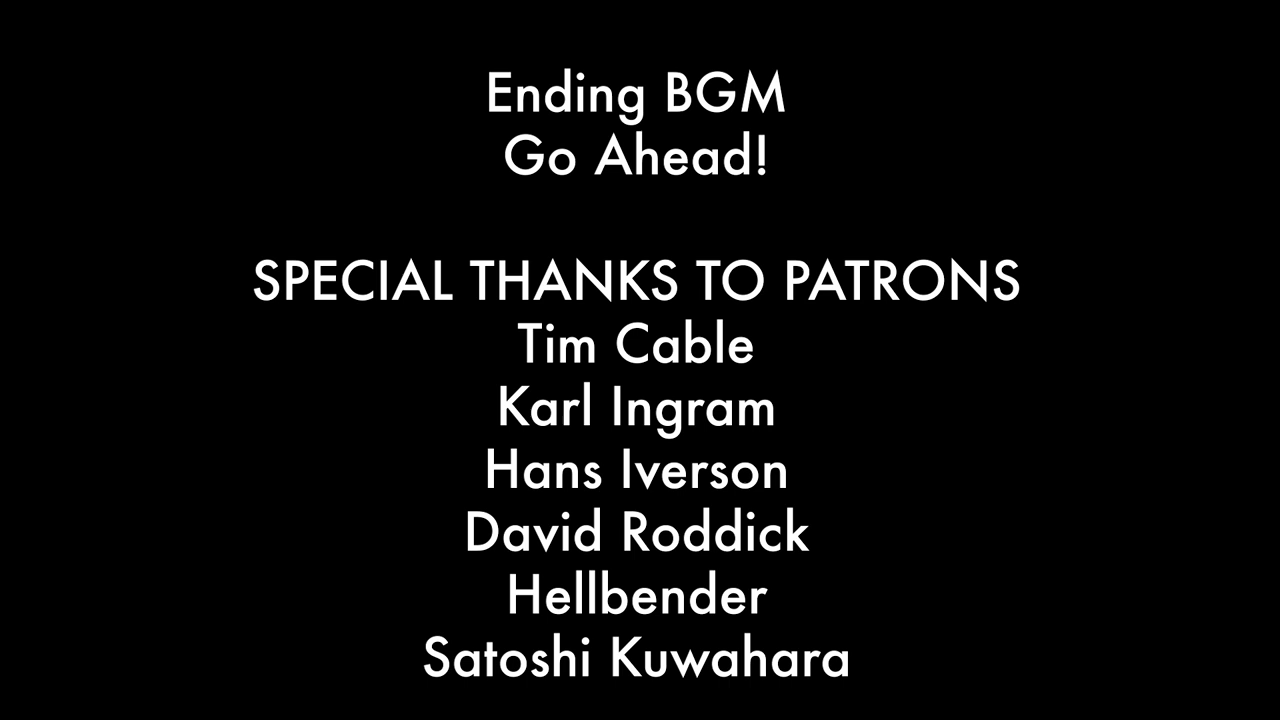 Ending BGM
Go Ahead!
SPECIAL THANKS TO PATRONS
Tim Cable
Karl Ingram
Hans Iverson
David Roddick
Hellbender
Satoshi Kuwahara